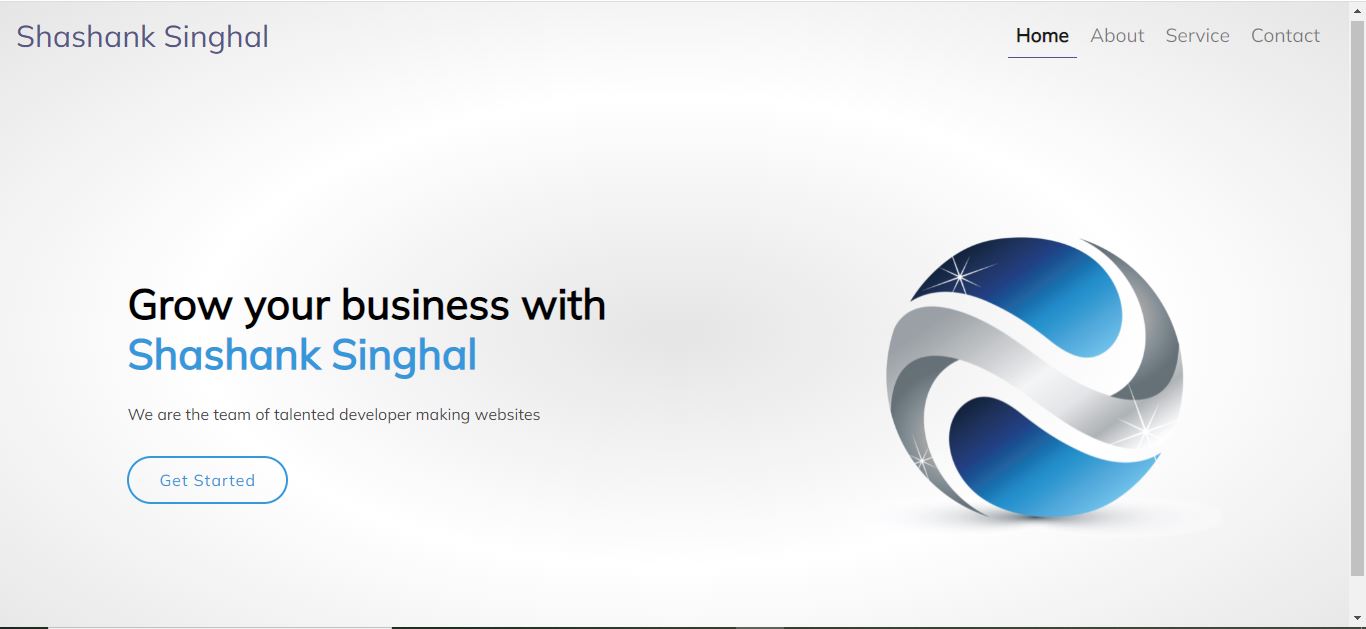 Shashank Singhal
Home About Service Contact
Grow your business with
Shashank Singhal
We are the team of talented developer making websites
Get Started